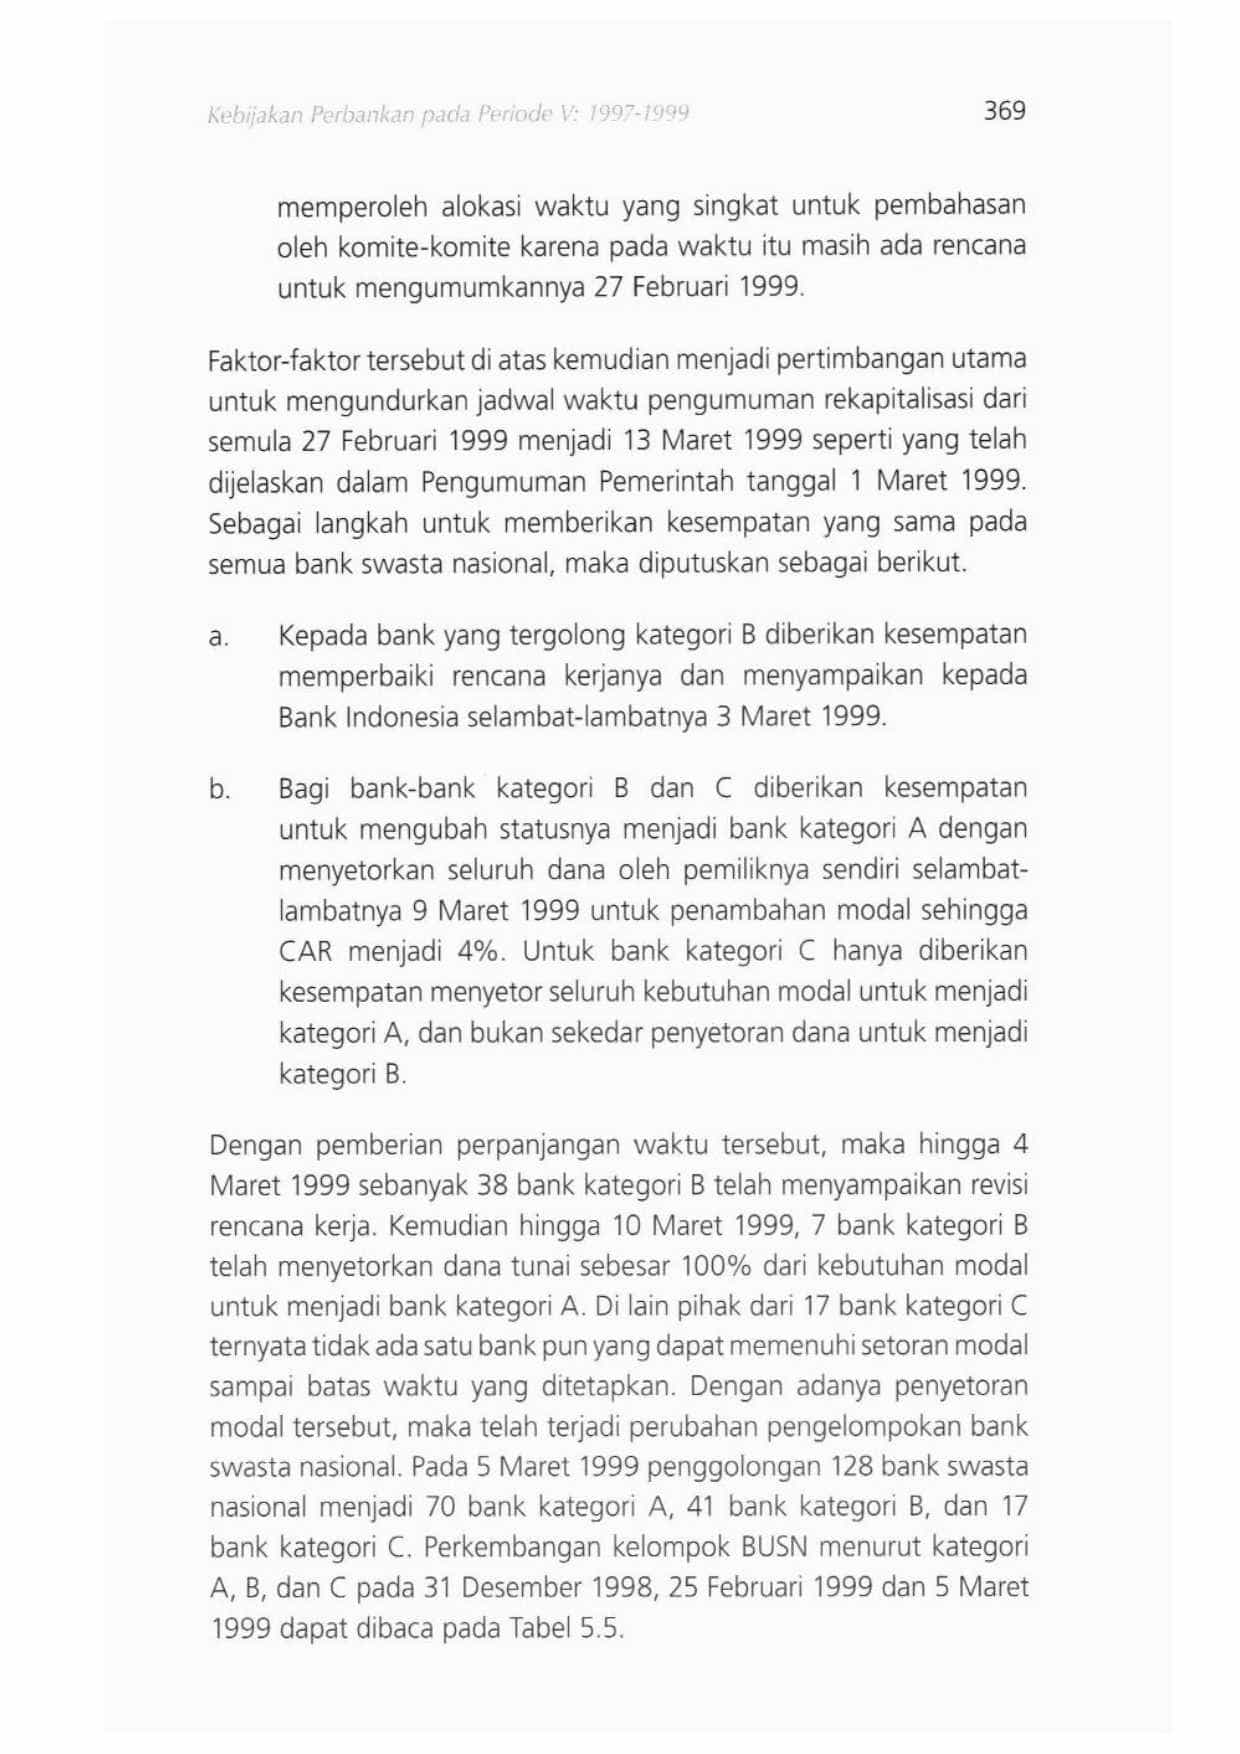 Kebijakan Perbankan pada Periode V: 1997-1999 369
memperoleh alokasi waktu yang singkat untuk pembahasan
oleh komite-komite karena pada waktu itu masih ada rencana
untuk mengumumkannya 27 Februari 1999.
Faktor-faktor tersebut di atas kemudian menjadi pertimbangan utama
untuk mengundurkan jadwal waktu pengumuman rekapitalisasi dari
semula 27 Februari 1999 menjadi 13 Maret 1999 seperti yang telah
dijelaskan dalam Pengumuman Pemerintah tanggal 1 Maret 1999.
Sebagai langkah untuk memberikan kesempatan yang sama pada
semua bank swasta nasional, maka diputuskan sebagai berikut.
a. Kepada bank yang tergolong kategori B diberikan kesempatan
memperbaiki rencana kerjanya dan menyampaikan kepada
Bank Indonesia selambat-lambatnya 3 Maret 1999.
b. Bagi bank-bank kategori B dan C diberikan kesempatan
untuk mengubah statusnya menjadi bank kategori A dengan
menyetorkan seluruh dana oleh pemiliknya sendiri selambat-
lambatnya 9 Maret 1999 untuk penambahan modal sehingga
CAR menjadi 4%. Untuk bank kategori C hanya diberikan
kesempatan menyetor seluruh kebutuhan modal untuk menjadi
kategori A, dan bukan sekedar penyetoran dana untuk menjadi
kategori B.
Dengan pemberian perpanjangan waktu tersebut, maka hingga 4
Maret 1999 sebanyak 38 bank kategori B telah menyampaikan revisi
rencana kerja. Kemudian hingga 10 Maret 1999, 7 bank kategori B
telah menyetorkan dana tunai sebesar 100% dari kebutuhan modal
untuk menjadi bank kategori A. Di lain pihak dari 17 bank kategori C
ternyata tidak ada satu bank pun yang dapat memenuhi setoran modal
sampai batas waktu yang ditetapkan. Dengan adanya penyetoran
modal tersebut, maka telah terjadi perubahan pengelompokan bank
swasta nasional. Pada 5 Maret 1999 penggolongan 128 bank swasta
nasional menjadi 70 bank kategori A, 41 bank kategori B, dan 17
bank kategori C. Perkembangan kelompok BUSN menurut kategori
A, B, dan C pada 31 Desember 1998, 25 Februari 1999 dan 5 Maret
1999 dapat dibaca pada Tabel 5.5.